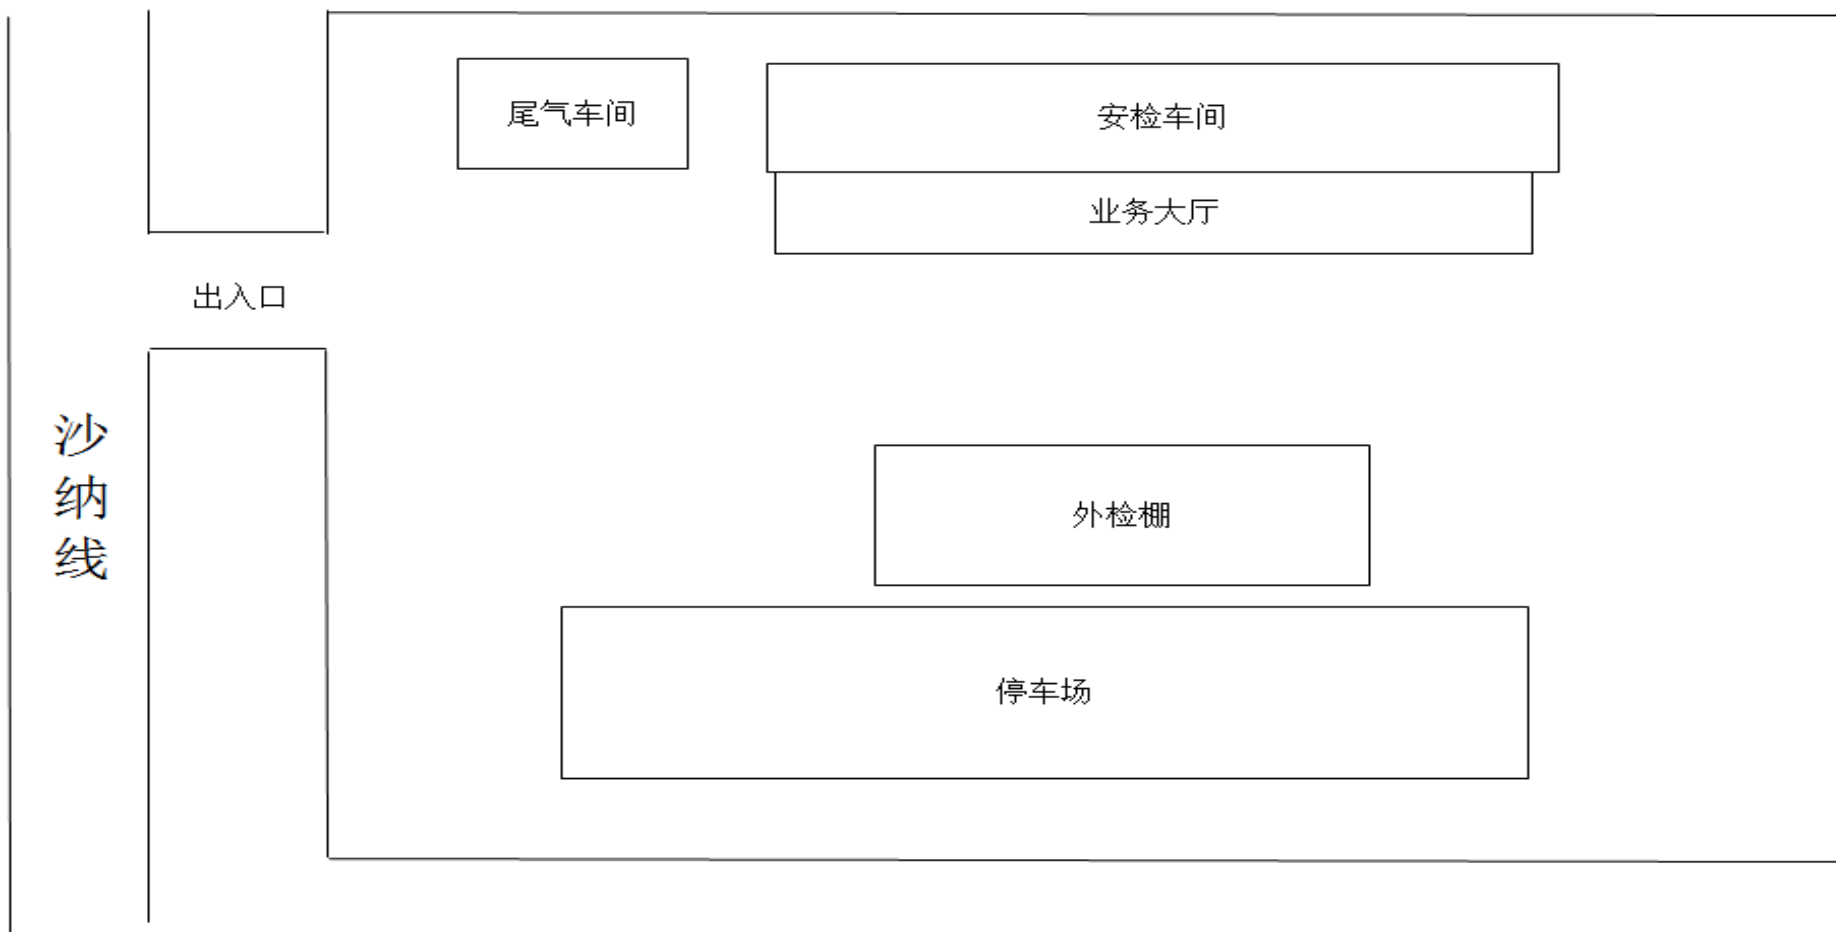 尾气车间
安检车间
业务大厅
出入口
沙纳线
外检棚
停车场